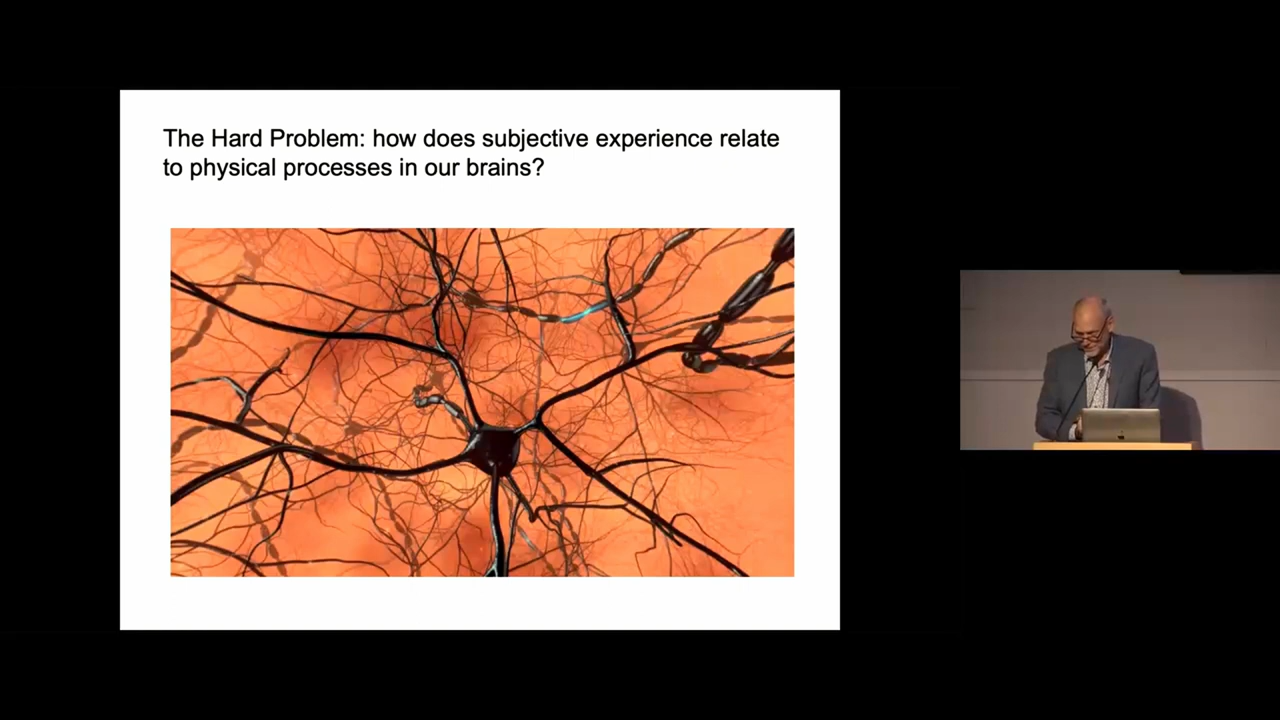 The Hard Problem: how does subjective experience relate
to physical processes in our brains?